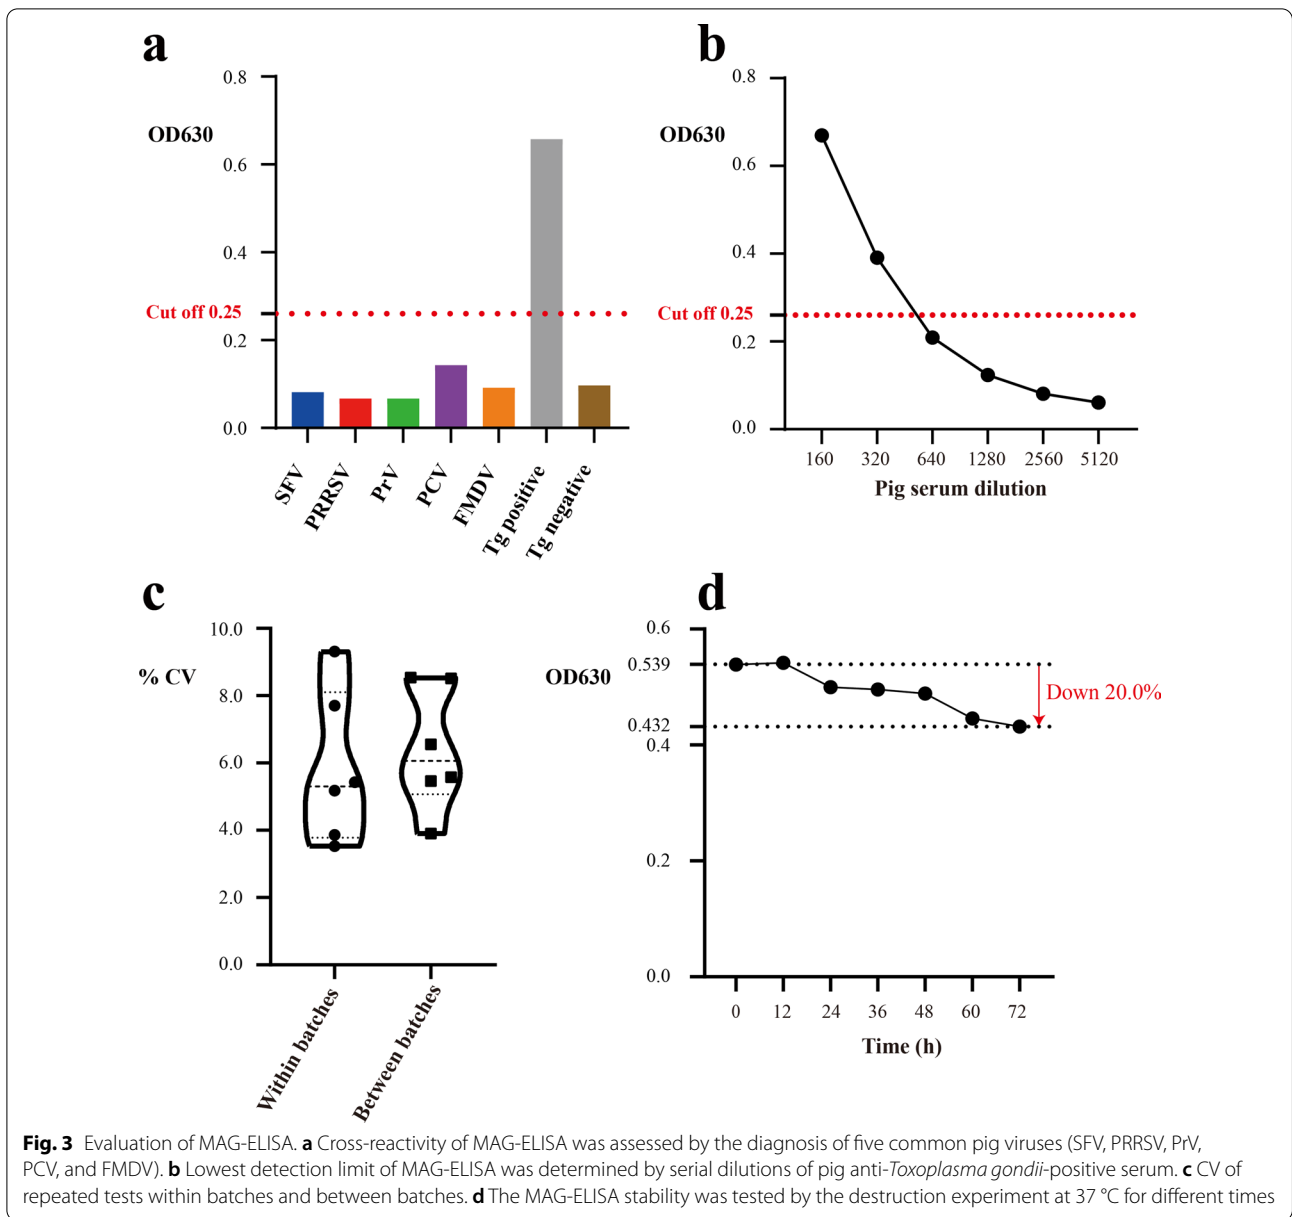 a
0.8
OD630
0.6
0.4
Cut off 0.25
0.2
0.0
SFV
PRRSV
PrV
PCV
FMDV
Tg positive
Tg negative
b
0.8
OD630
0.6
0.4
Cut off 0.25
0.2
0.0
160 320 640 1280 2560 5120
Pig serum dilution
c
10.0
% CV
8.0
6.0
4.0
2.0
0.0
Within batches
Between batches
d
0.6
OD630
0.539
Down 20.0%
0.432
0.4
0.2
0.0
0 12 24 36 48 60 72
Time (h)
Fig. 3 Evaluation of MAG-ELISA. a Cross-reactivity of MAG-ELISA was assessed by the diagnosis of five common pig viruses (SFV, PRRSV, PrV,
PCV, and FMDV). b Lowest detection limit of MAG-ELISA was determined by serial dilutions of pig anti-Toxoplasma gondii-positive serum. c CV of
repeated tests within batches and between batches. d The MAG-ELISA stability was tested by the destruction experiment at 37 °C for different times